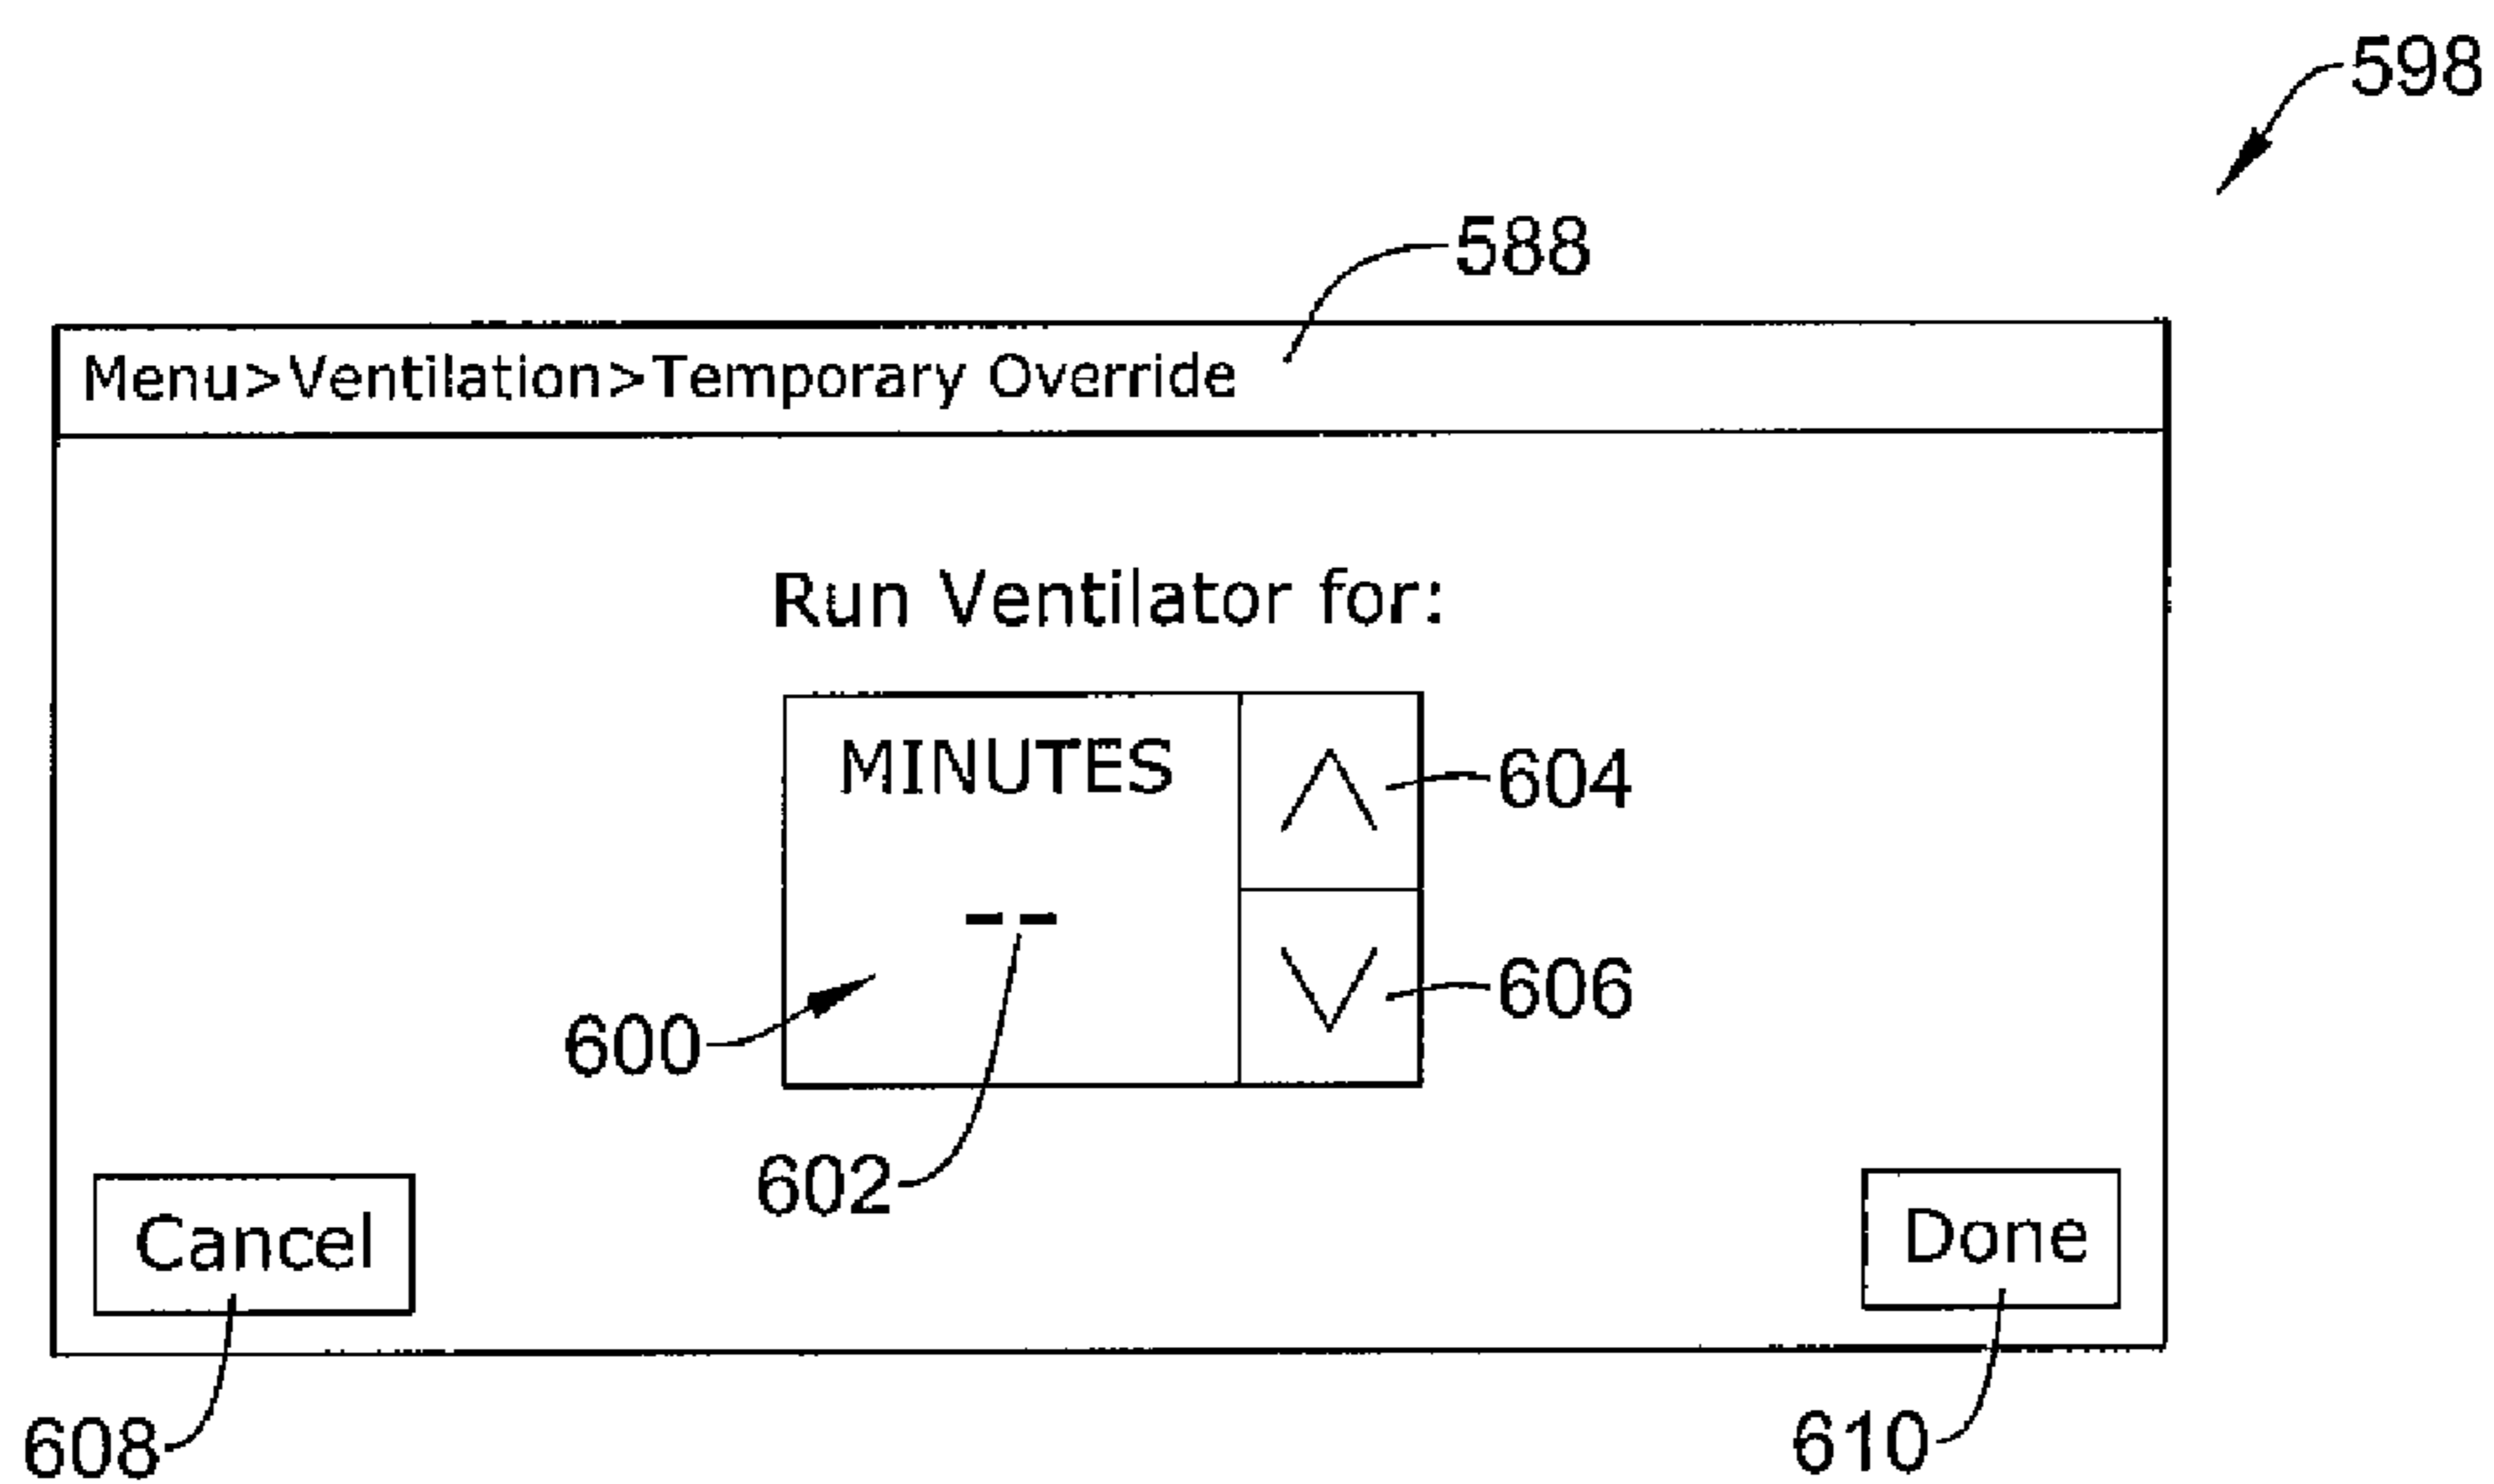 598
588
Menu>Ventilation>Temporary Override
Run Ventilator for:
MINUTES
604
--
606
600
602
Cancel
Done
608
610